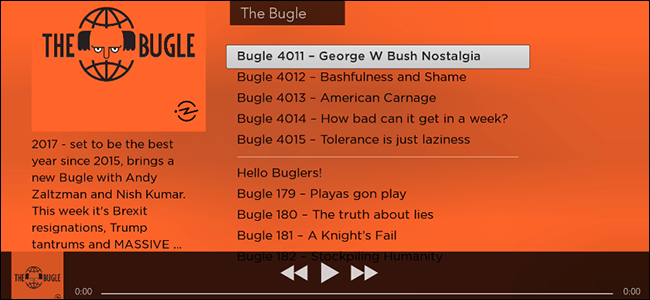 THE BUGLE
2017 - set to be the best
year since 2015, brings a
new Bugle with Andy
Zaltzman and Nish Kumar.
This week it's Brexit
resignations, Trump
tantrums and MASSIVE ...
The Bugle
Bugle 4011 – George W Bush Nostalgia
Bugle 4012 – Bashfulness and Shame
Bugle 4013 – American Carnage
Bugle 4014 – How bad can it get in a week?
Bugle 4015 – Tolerance is just laziness
Hello Buglers!
Bugle 179 – Playas gon play
Bugle 180 – The truth about lies
Bugle 181 – A Knight's Fail
Bugle 182 – Stockpiling Humanity
THE BUGLE
0:00
0:00